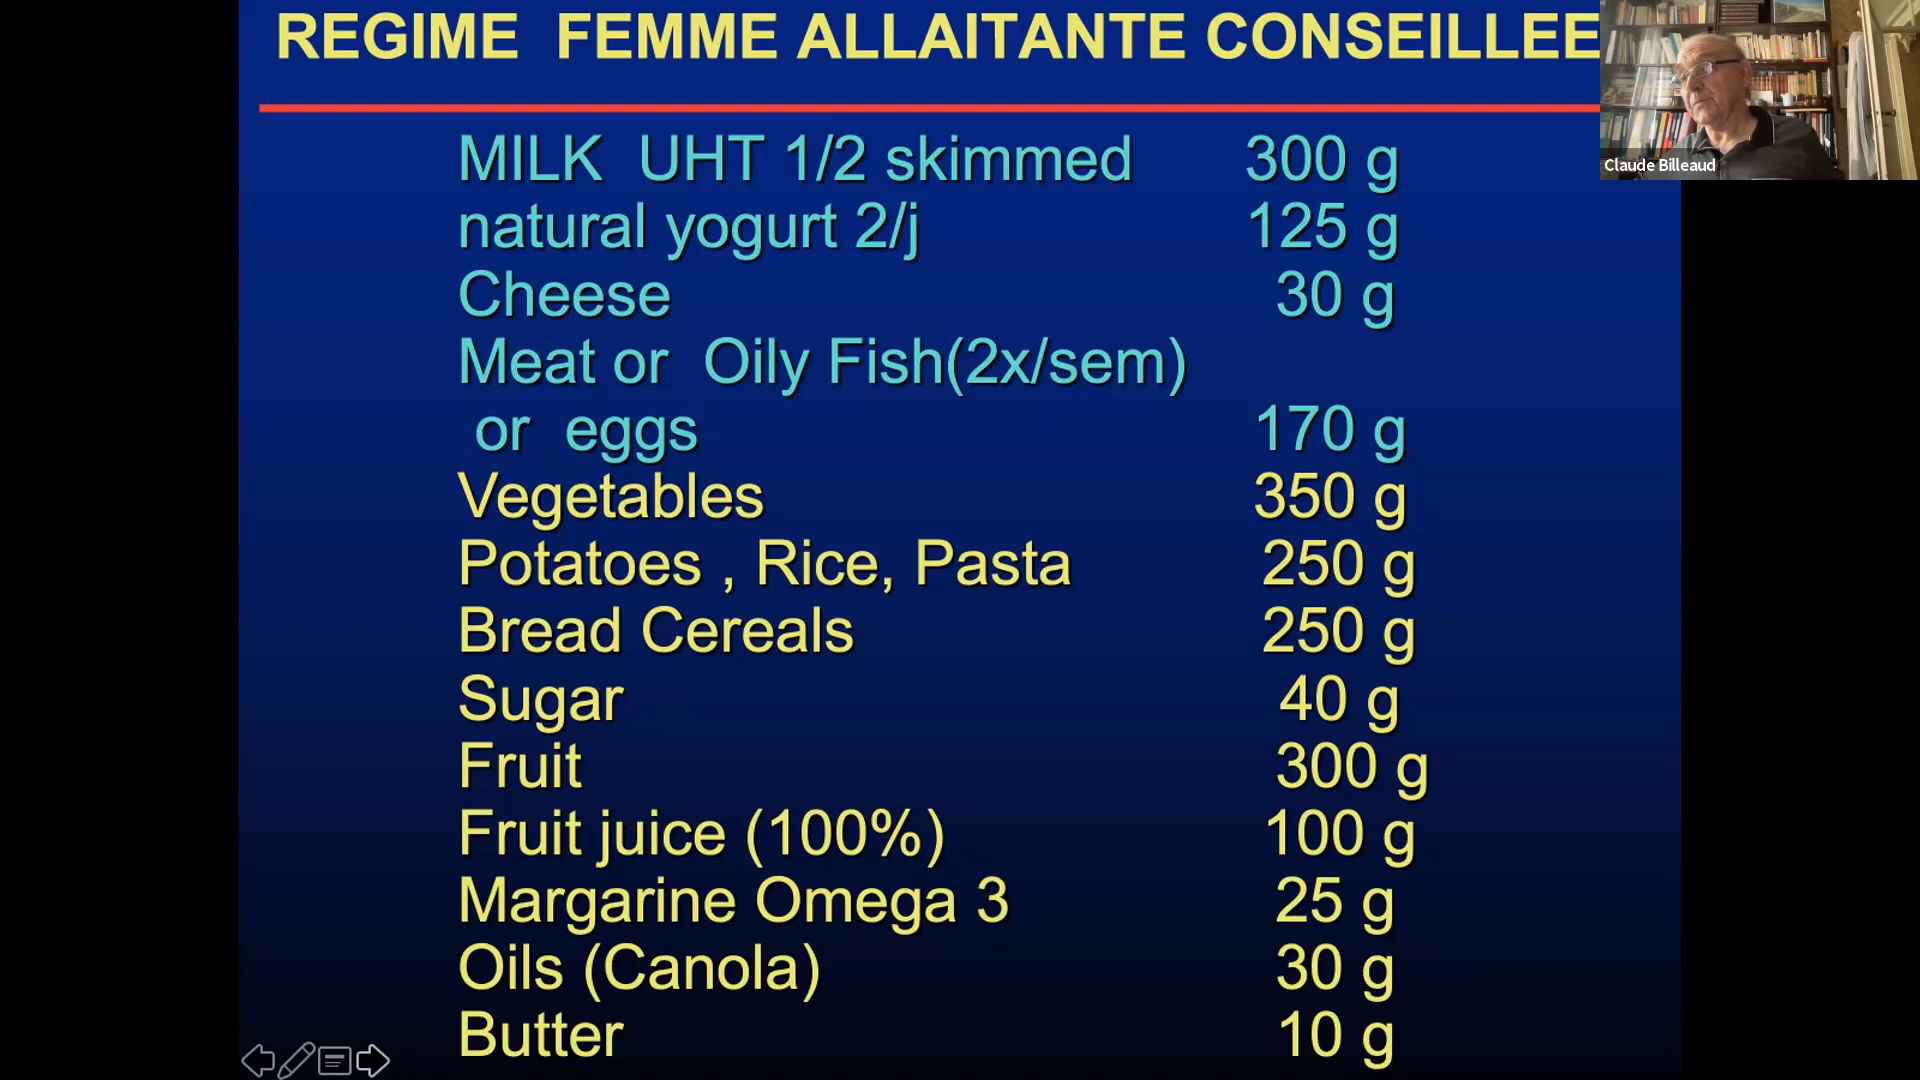 REGIME FEMME ALLAITANTE CONSEILLEE
Claude Billeaud
MILK UHT 1/2 skimmed 300 g
natural yogurt 2/j 125 g
Cheese 30 g
Meat or Oily Fish(2x/sem)
or eggs 170 g
Vegetables 350 g
Potatoes , Rice, Pasta 250 g
Bread Cereals 250 g
Sugar 40 g
Fruit 300 g
Fruit juice (100%) 100 g
Margarine Omega 3 25 g
Oils (Canola) 30 g
Butter 10 g